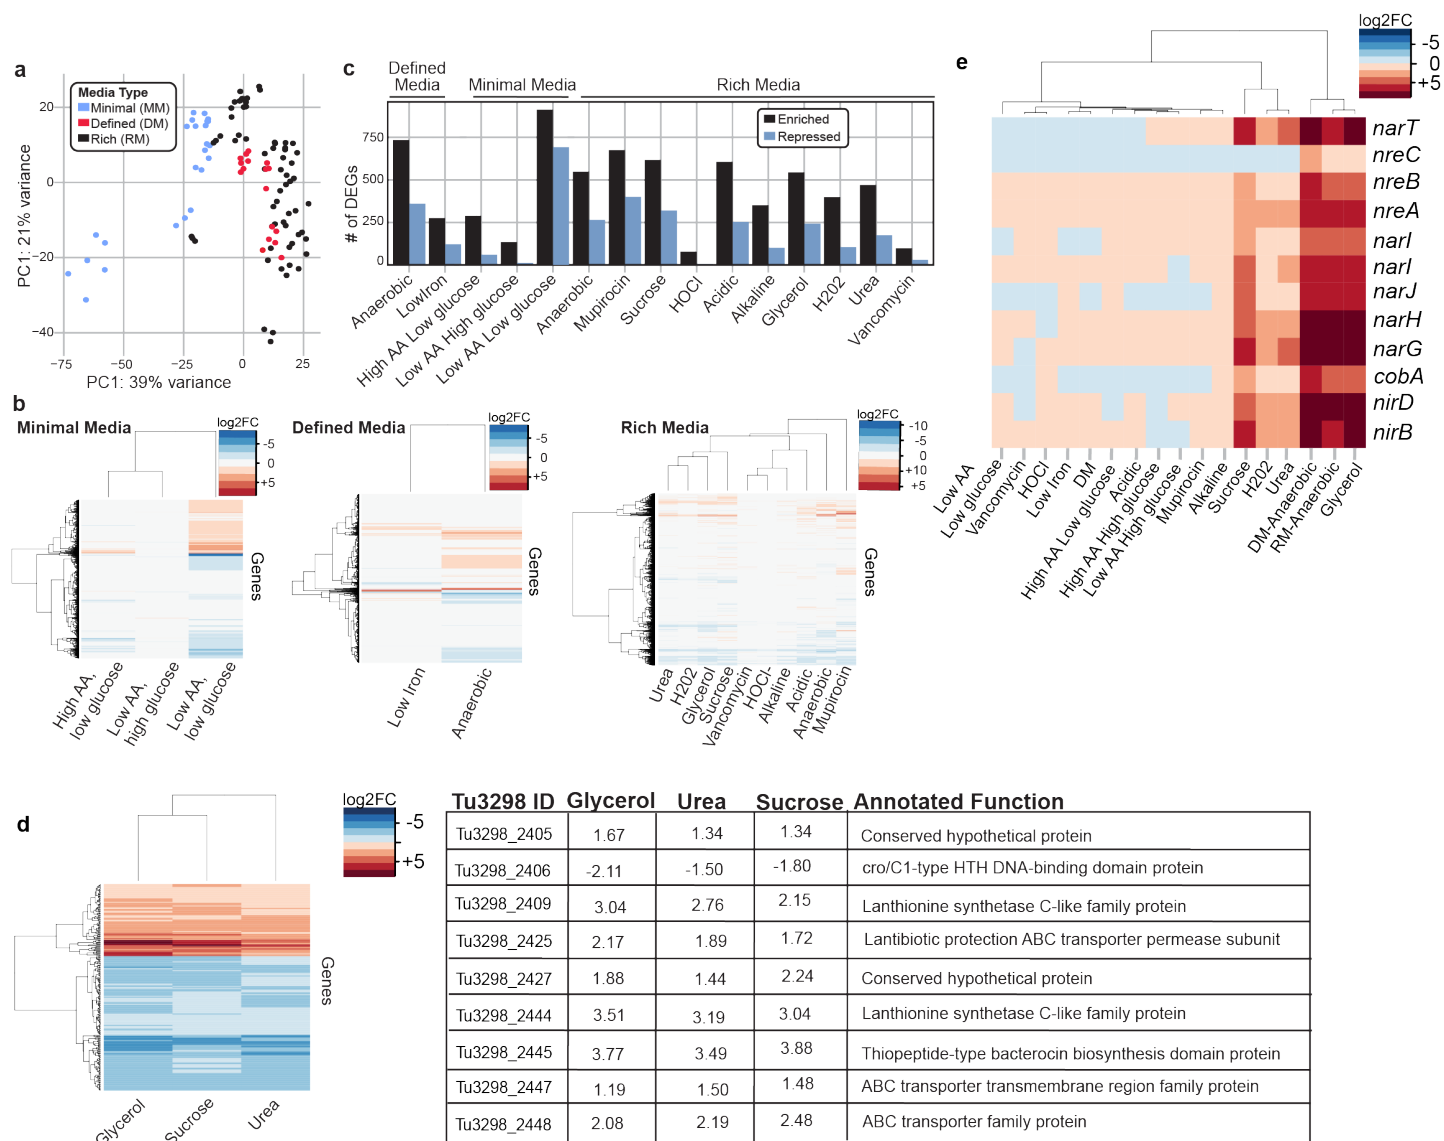 a
Media Type
Minimal (MM)
Defined (DM)
Rich (RM)
20
0
−20
−40
−75
−50
−25
0
25
PC1: 21% variance
PC1: 39% variance
c
Defined
Media
Minimal Media
Rich Media
Enriched
Repressed
# of DEGs
750
500
250
0
Anaerobic
LowIron
High AA Low glucose
Low AA High glucose
Low AA Low glucose
Anaerobic
Mupirocin
Sucrose
HOCl
Acidic
Alkaline
Glycerol
H202
Urea
Vancomycin
e
log2FC
-5
0
+5
narT
nreC
nreB
nreA
narI
narI
narJ
narH
narG
cobA
nirD
nirB
Low AA
Low glucose
Vancomycin
HOCl
Low Iron
DM
High AA Low glucose
Acidic
High AA High glucose
Low AA High glucose
Mupirocin
Alkaline
Sucrose
H202
Urea
DM-Anaerobic
RM-Anaerobic
Glycerol
b
Minimal Media
log2FC
-5
0
+5
Genes
High AA,
low glucose
Low AA,
high glucose
Low AA,
low glucose
Defined Media
log2FC
-5
0
+5
Genes
Low Iron
Anaerobic
Rich Media
log2FC
-10
-5
0
+10
+5
Genes
Urea
H202
Glycerol
Sucrose
Vancomycin
HOCl-
Alkaline
Acidic
Anaerobic
Mupirocin
d
log2FC
-5
+5
Genes
Glycerol
Sucrose
Urea
Tu3298 ID Glycerol Urea Sucrose Annotated Function
Tu3298_2405 1.67 1.34 1.34 Conserved hypothetical protein
Tu3298_2406 -2.11 -1.50 -1.80 cro/C1-type HTH DNA-binding domain protein
Tu3298_2409 3.04 2.76 2.15 Lanthionine synthetase C-like family protein
Tu3298_2425 2.17 1.89 1.72 Lantibiotic protection ABC transporter permease subunit
Tu3298_2427 1.88 1.44 2.24 Conserved hypothetical protein
Tu3298_2444 3.51 3.19 3.04 Lanthionine synthetase C-like family protein
Tu3298_2445 3.77 3.49 3.88 Thiopeptide-type bacterocin biosynthesis domain protein
Tu3298_2447 1.19 1.50 1.48 ABC transporter transmembrane region family protein
Tu3298_2448 2.08 2.19 2.48 ABC transporter family protein